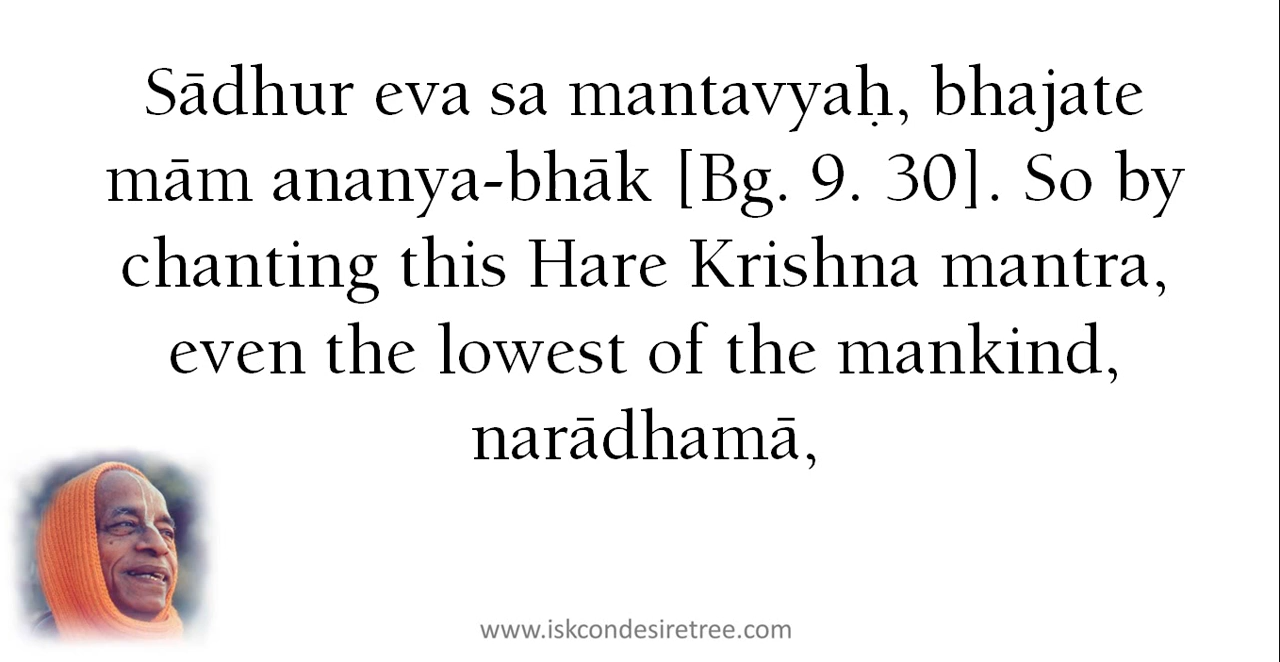 Sādhur eva sa mantavyaḥ, bhajate
mām ananya-bhāk [Bg. 9. 30]. So by
chanting this Hare Krishna mantra,
even the lowest of the mankind,
narādhamā,
www.iskcondesiretree.com